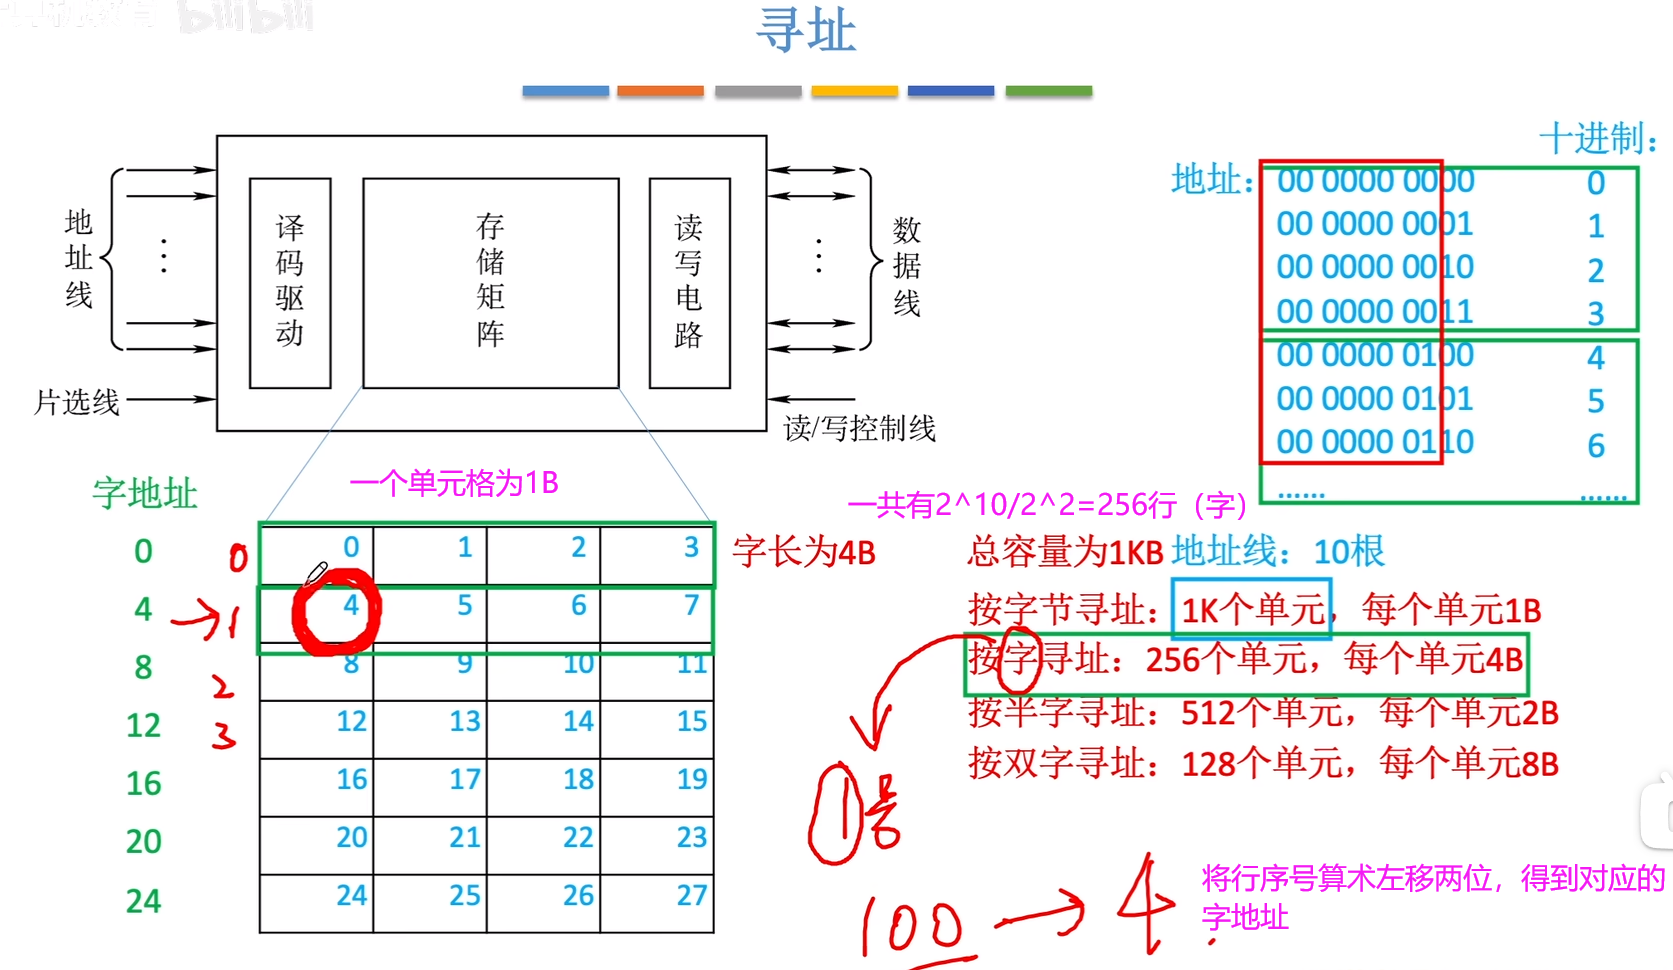 bilibili
寻址
地址线
译码驱动
存储矩阵
读写电路
数据线
片选线
读/写控制线
十进制：
地址：
00 0000 0000 0
00 0000 0001 1
00 0000 0010 2
00 0000 0011 3
00 0000 0100 4
00 0000 0101 5
00 0000 0110 6
…… ……
字地址
一个单元格为1B
一共有2^10/2^2=256行（字）
0 0 0 1 2 3
字长为4B
4 1 4 5 6 7
8 2 8 9 10 11
12 3 12 13 14 15
16 16 17 18 19
20 20 21 22 23
24 24 25 26 27
总容量为1KB 地址线：10根
按字节寻址：1K个单元，每个单元1B
按字寻址：256个单元，每个单元4B
按半字寻址：512个单元，每个单元2B
按双字寻址：128个单元，每个单元8B
1号
100 → 4
将行序号算术左移两位，得到对应的
字地址